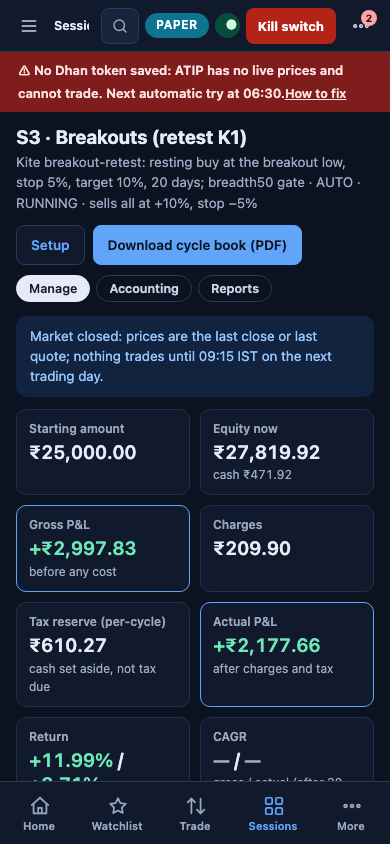 Sessi
PAPER
Kill switch
2
⚠ No Dhan token saved: ATIP has no live prices and
cannot trade. Next automatic try at 06:30.How to fix
S3 · Breakouts (retest K1)
Kite breakout-retest: resting buy at the breakout low,
stop 5%, target 10%, 20 days; breadth50 gate · AUTO ·
RUNNING · sells all at +10%, stop −5%
Setup
Download cycle book (PDF)
Manage
Accounting
Reports
Market closed: prices are the last close or last
quote; nothing trades until 09:15 IST on the next
trading day.
Starting amount
₹25,000.00
Equity now
₹27,819.92
cash ₹471.92
Gross P&L
+₹2,997.83
before any cost
Charges
₹209.90
Tax reserve (per-cycle)
₹610.27
cash set aside, not tax
due
Actual P&L
+₹2,177.66
after charges and tax
Return
+11.99% /
CAGR
— / —
Home
Watchlist
Trade
Sessions
More